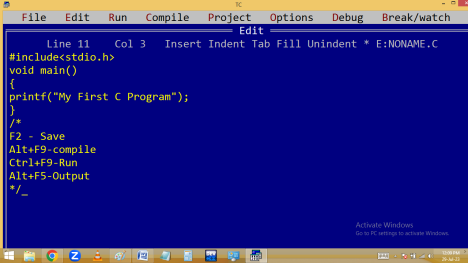 TC
File Edit Run Compile Project Options Debug Break/watch
Edit
Line 11 Col 3 Insert Indent Tab Fill Unindent * E:NONAME.C
#include<stdio.h>
void main()
{
printf("My First C Program");
}
/*
F2 - Save
Alt+F9-compile
Ctrl+F9-Run
Alt+F5-Output
*/_
Activate Windows
Go to PC settings to activate Windows.